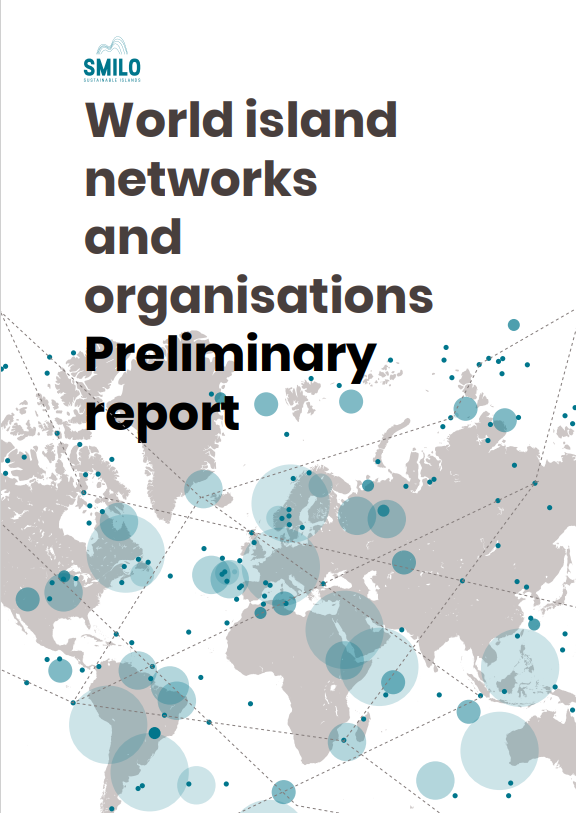 SMILO
SUSTAINABLE ISLANDS
World island
networks
and
organisations
Preliminary
report